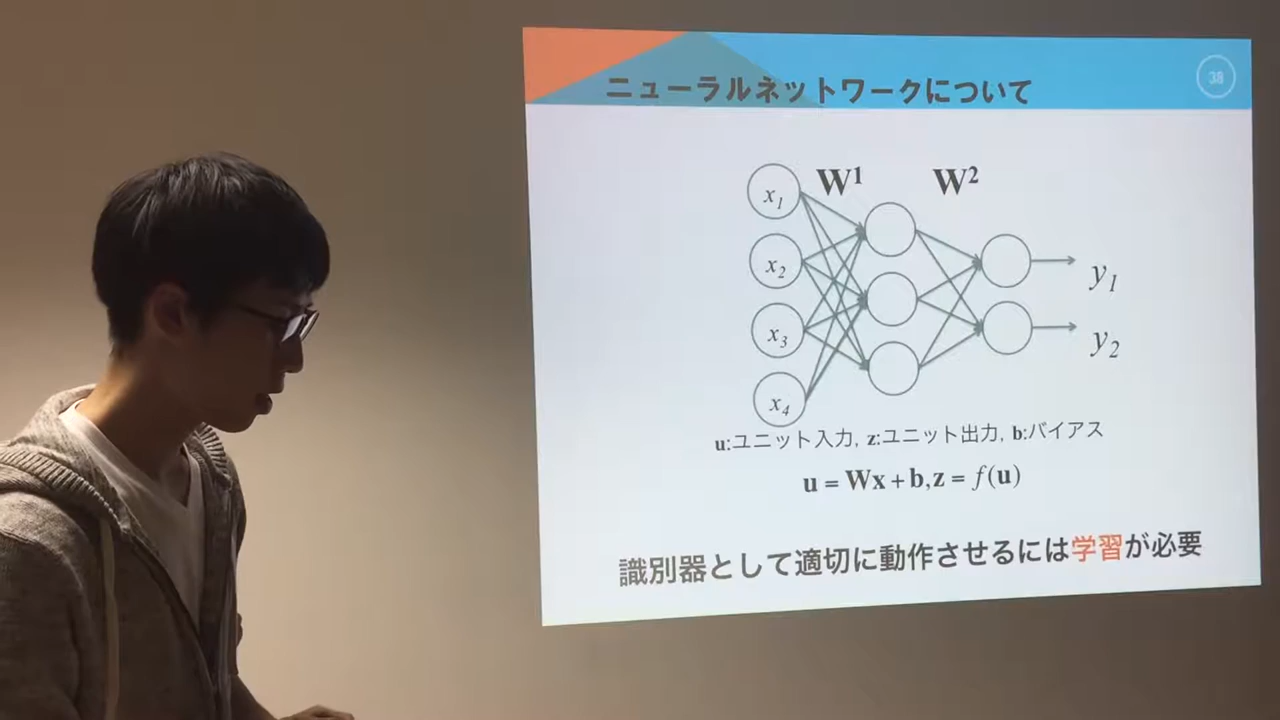 ニューラルネットワークについて
38
W¹ W²
x₁
x₂
x₃
x₄
y₁
y₂
u:ユニット入力, z:ユニット出力, b:バイアス
u = Wx + b, z = f(u)
識別器として適切に動作させるには学習が必要